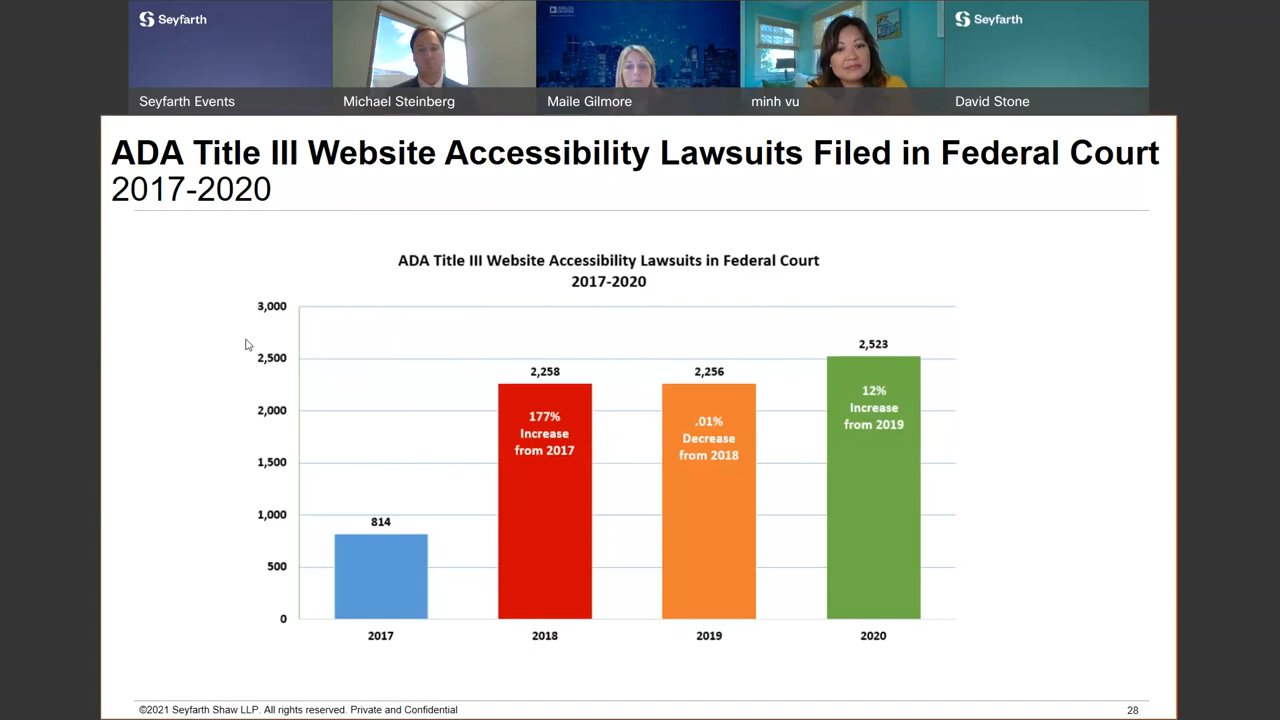 Seyfarth
Seyfarth
Seyfarth Events
Michael Steinberg
Maile Gilmore
minh vu
David Stone
ADA Title III Website Accessibility Lawsuits Filed in Federal Court
2017-2020
ADA Title III Website Accessibility Lawsuits in Federal Court
2017-2020
3,000
2,500
2,000
1,500
1,000
500
0
814
2,258
177%
Increase
from 2017
2,256
.01%
Decrease
from 2018
2,523
12%
Increase
from 2019
2017
2018
2019
2020
©2021 Seyfarth Shaw LLP. All rights reserved. Private and Confidential
28